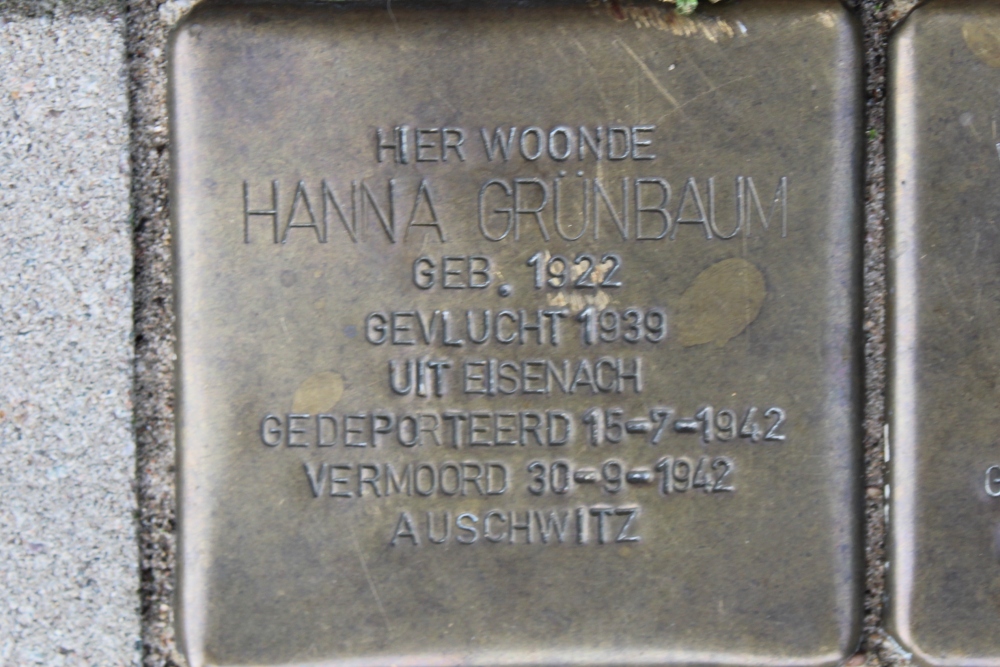 HIER WOONDE
HANNA GRÜNBAUM
GEB. 1922
GEVLUCHT 1939
UIT EISENACH
GEDEPORTEERD 15-7-1942
VERMOORD 30-9-1942
AUSCHWITZ